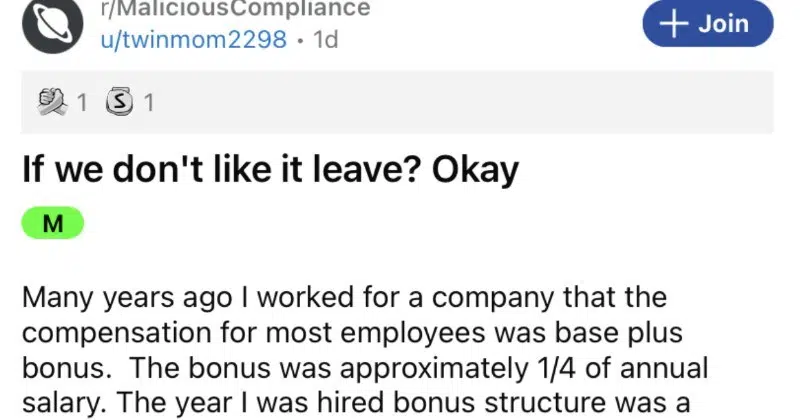 r/MaliciousCompliance
u/twinmom2298 • 1d
+ Join
1 S 1
If we don't like it leave? Okay
M
Many years ago I worked for a company that the
compensation for most employees was base plus
bonus. The bonus was approximately 1/4 of annual
salary. The year I was hired bonus structure was a